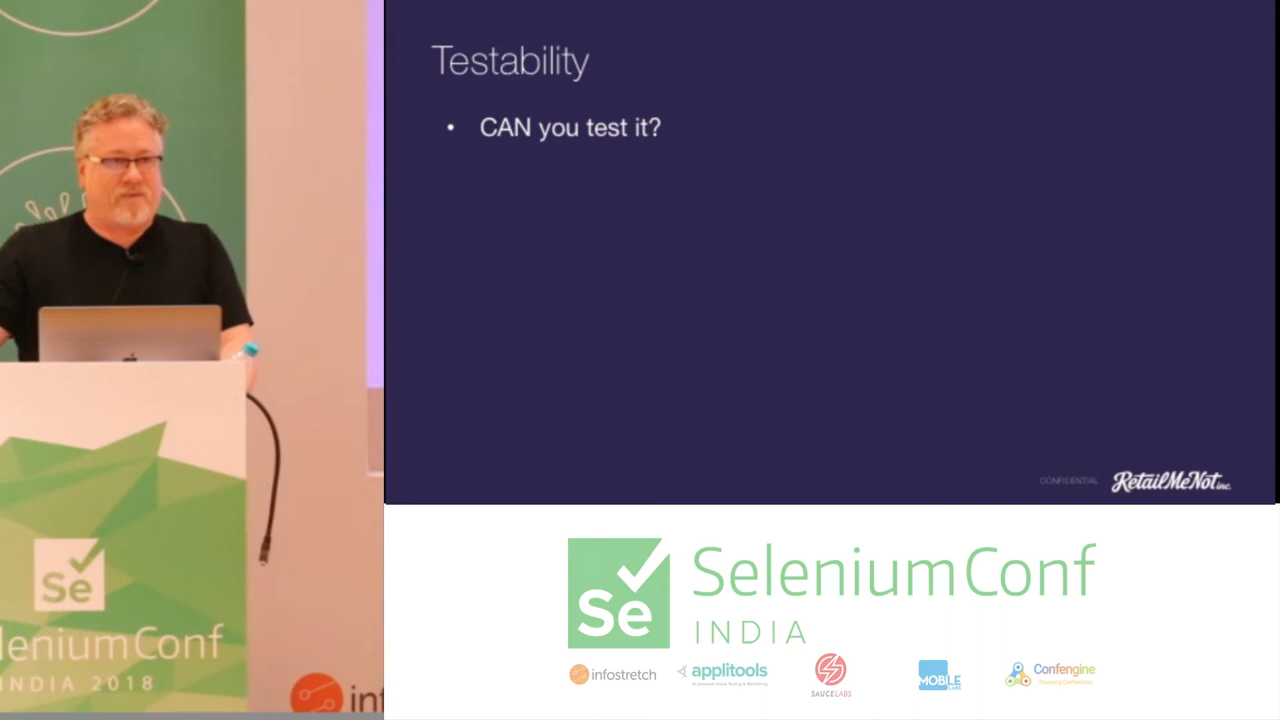 Testability
• CAN you test it?
CONFIDENTIAL RetailMeNot inc.
Se
SeleniumConf
INDIA
infostretch
applitools
SAUCELABS
MOBILE
LABS
Confengine
Se
leniumConf
INDIA 2018
inf